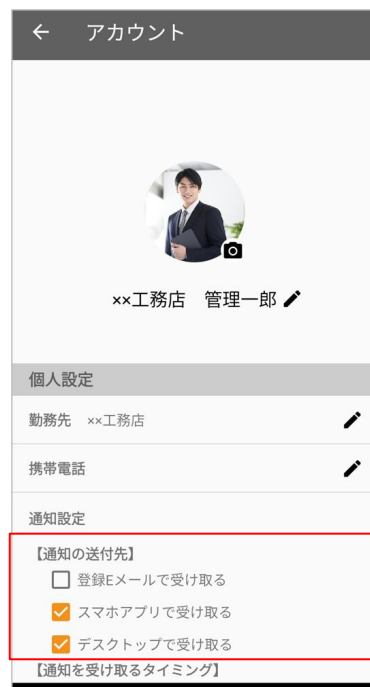 アカウント
××工務店　管理一郎
個人設定
勤務先　××工務店
携帯電話
通知設定
【通知の送付先】
登録Eメールで受け取る
スマホアプリで受け取る
デスクトップで受け取る
【通知を受け取るタイミング】